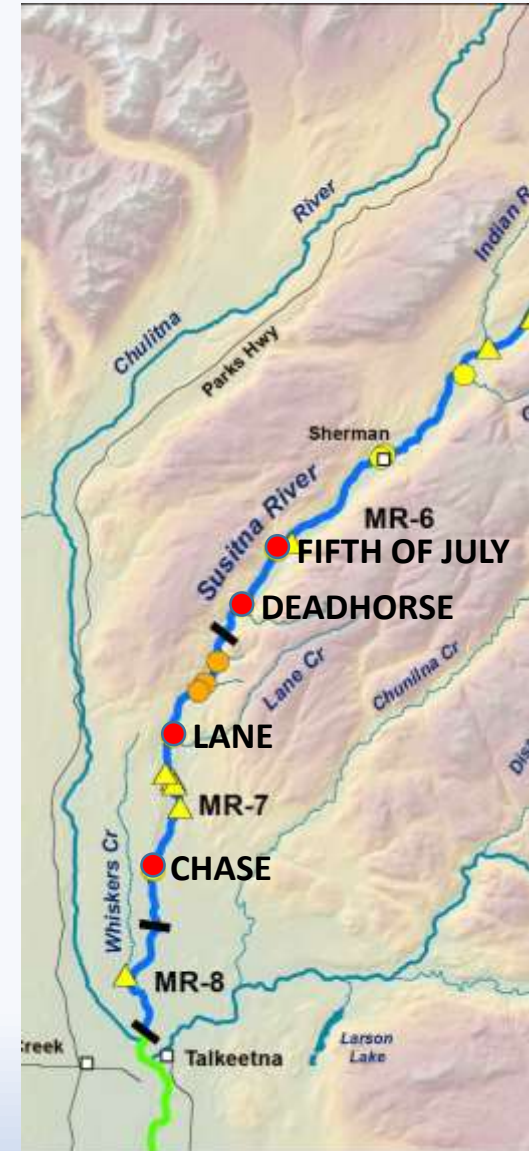 River
Indian R
Chulitna
Parks Hwy
Sherman
Susitna River
MR-6
FIFTH OF JULY
DEADHORSE
Lane Cr
Chunilna Cr
LANE
Dis
MR-7
Whiskers Cr
CHASE
MR-8
reek
Talkeetna
Larson
Lake